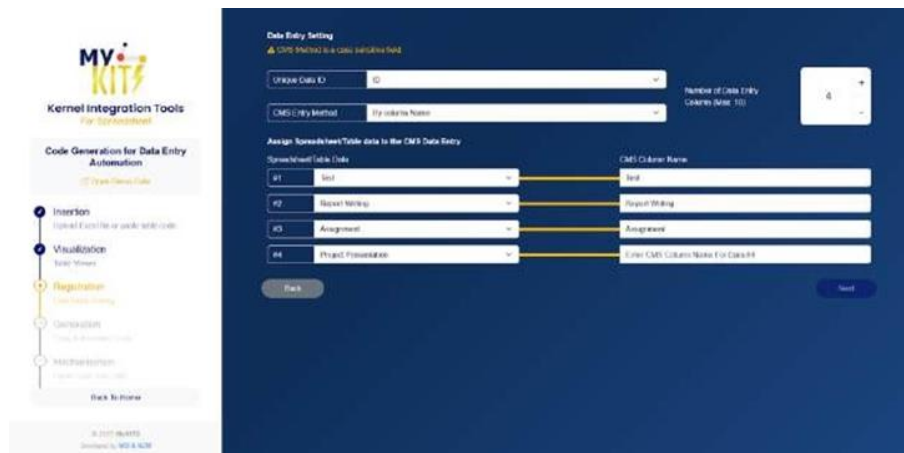 MY
KITS
Kernel Integration Tools
For Spreadsheet
Code Generation for Data Entry
Automation
Insertion
Upload Excel file or paste table code
Visualization
Table Viewer
Registration
Data Entry Setting
Generation
Mechanization
Back To Home
Data Entry Setting
CMS Method is a case sensitive field
Unique Data ID
ID
CMS Entry Method
By column Name
Number of Data Entry
Column (Max. 10)
4
+
-
Assign Spreadsheet/Table data to the CMS Data Entry
Spreadsheet/Table Data
CMS Column Name
#1
Test
Test
#2
Report Writing
Report Writing
#3
Assignment
Assignment
#4
Project Presentation
Enter CMS Column Name For Data #4
Back
Next